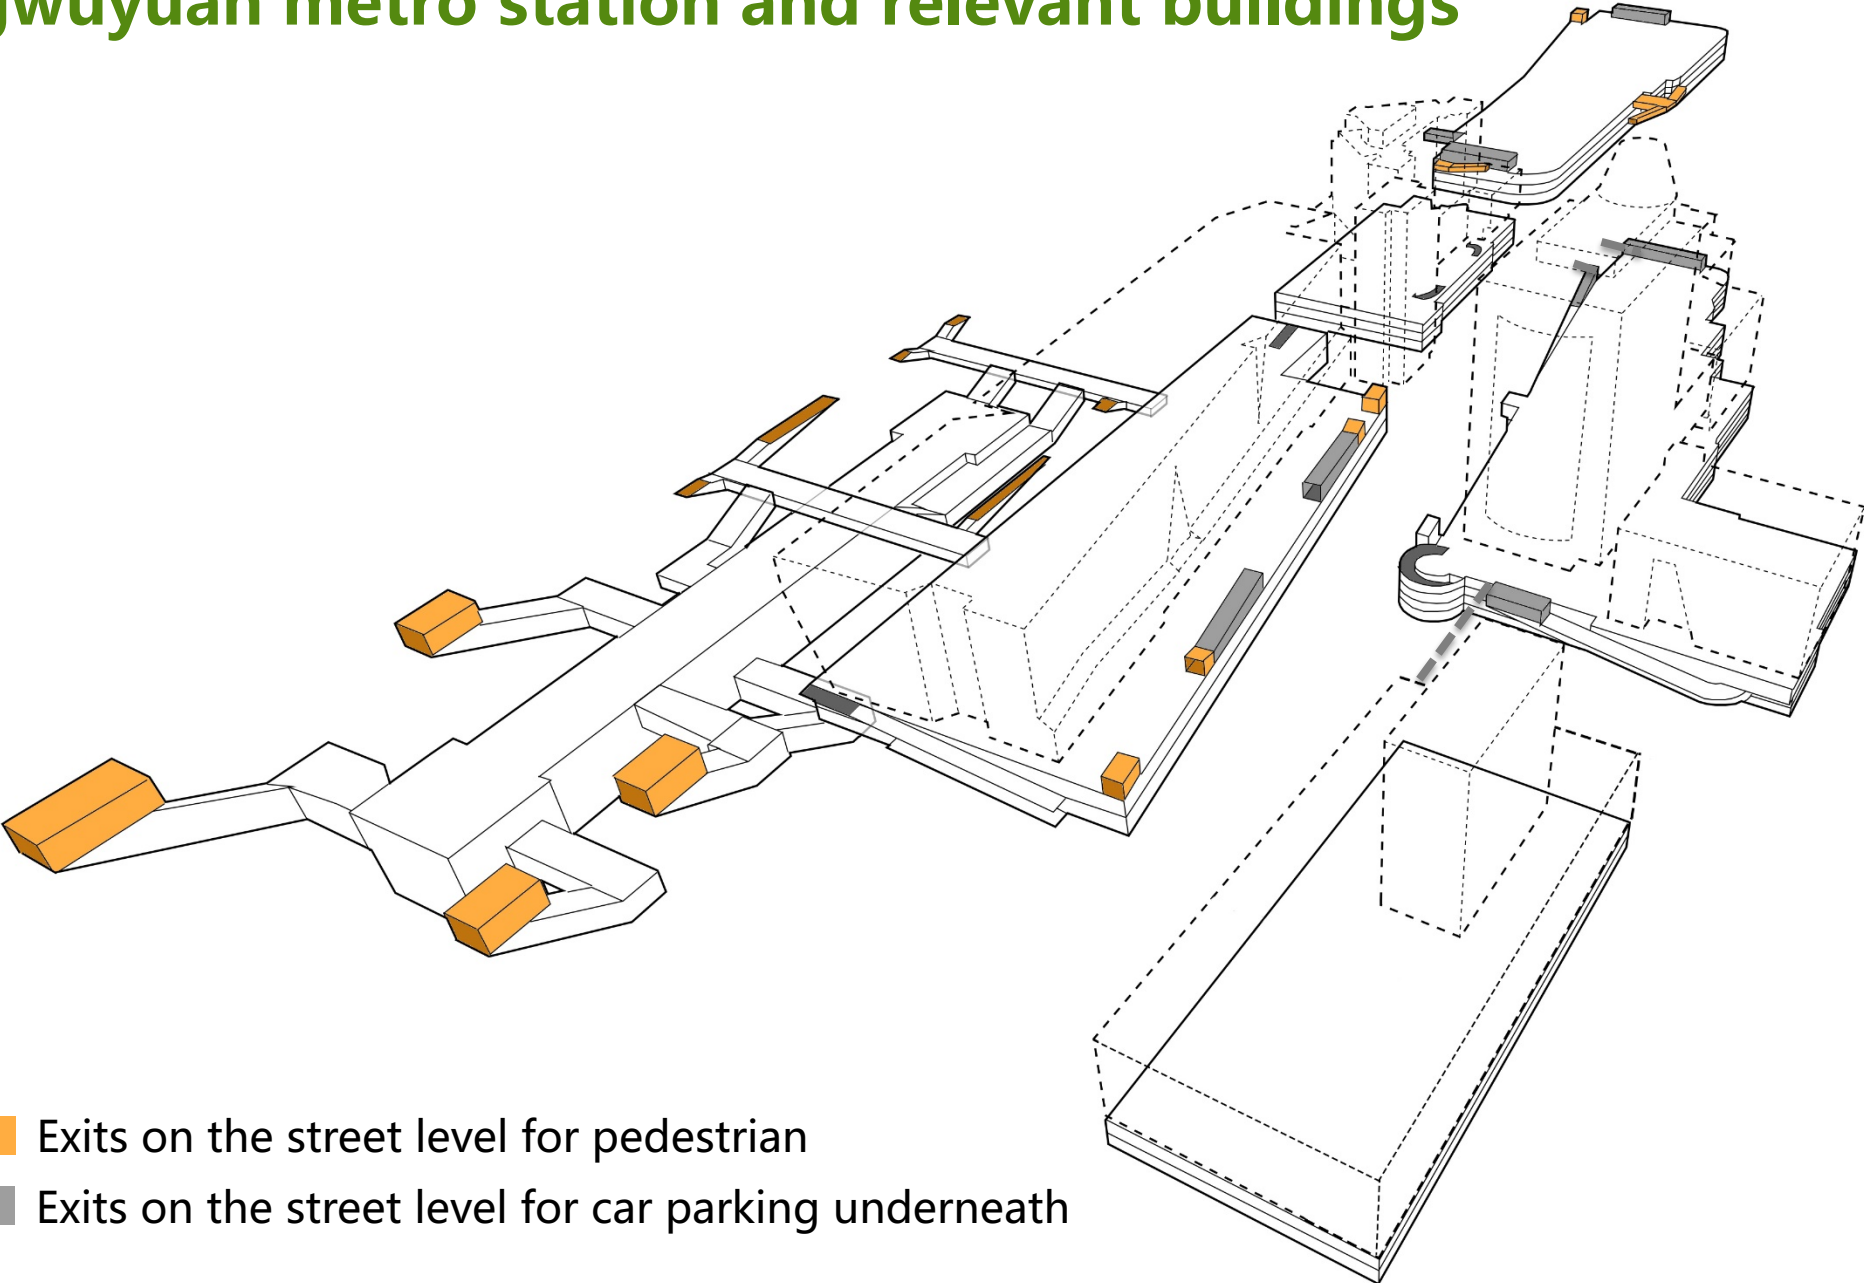 gwuyuan metro station and relevant buildings
Exits on the street level for pedestrian
Exits on the street level for car parking underneath